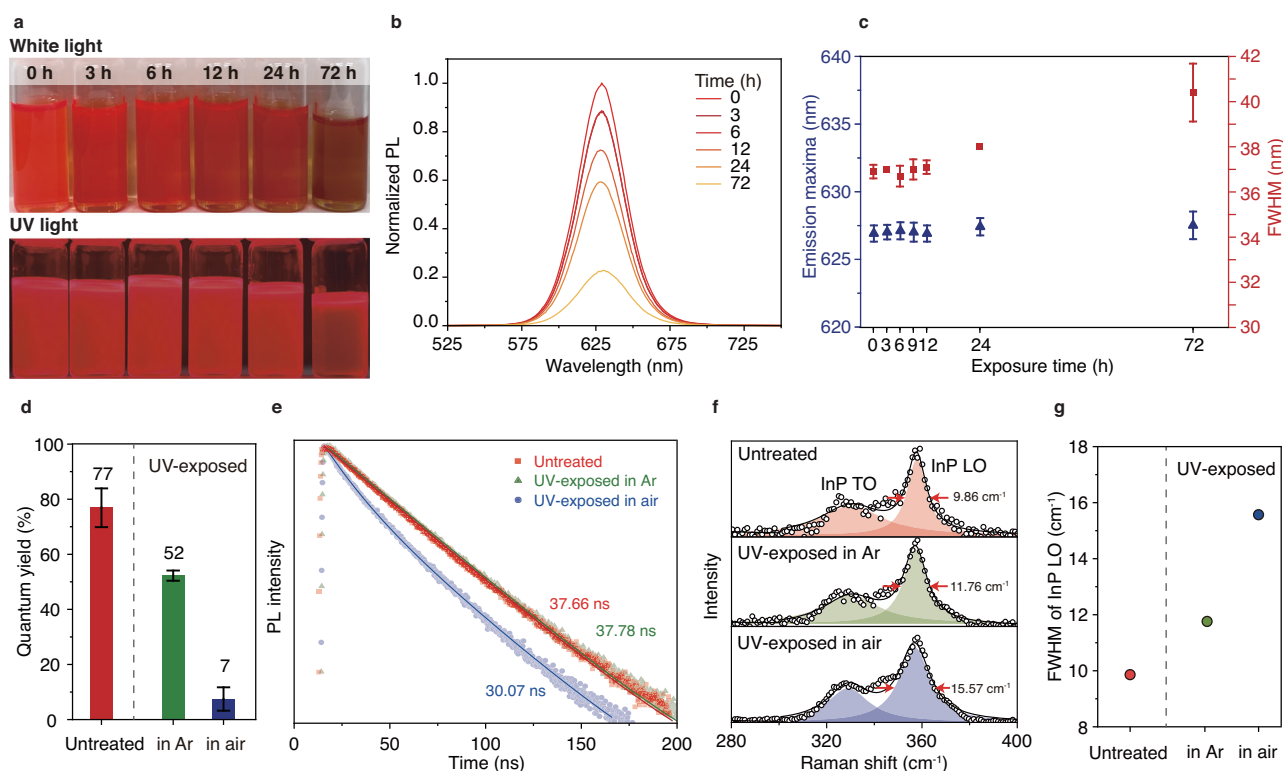 a
White light
0 h 3 h 6 h 12 h 24 h 72 h
UV light
b
Normalized PL
1.0
0.8
0.6
0.4
0.2
0.0
Time (h)
0
3
6
12
24
72
525 575 625 675 725
Wavelength (nm)
c
Emission maxima (nm)
640
635
630
625
620
42
40
38
36
34
32
30
FWHM (nm)
0 3 6 9 12 24 72
Exposure time (h)
d
Quantum yield (%)
100
80
60
40
20
0
UV-exposed
77
52
7
Untreated in Ar in air
e
PL intensity
Untreated
UV-exposed in Ar
UV-exposed in air
37.66 ns
37.78 ns
30.07 ns
0 50 100 150 200
Time (ns)
f
Intensity
Untreated
InP TO
InP LO
9.86 cm⁻¹
UV-exposed in Ar
11.76 cm⁻¹
UV-exposed in air
15.57 cm⁻¹
280 320 360 400
Raman shift (cm⁻¹)
g
FWHM of InP LO (cm⁻¹)
18
16
14
12
10
8
UV-exposed
Untreated in Ar in air